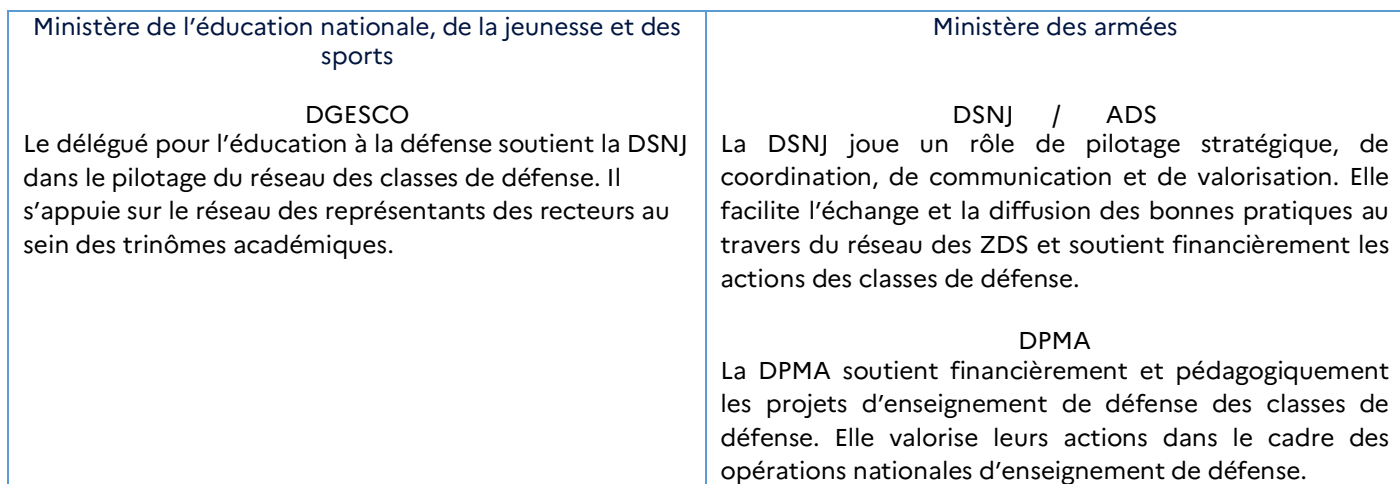 Ministère de l’éducation nationale, de la jeunesse et des
sports
DGESCO
Le délégué pour l’éducation à la défense soutient la DSNJ
dans le pilotage du réseau des classes de défense. Il
s’appuie sur le réseau des représentants des recteurs au
sein des trinômes académiques.
Ministère des armées
DSNJ / ADS
La DSNJ joue un rôle de pilotage stratégique, de
coordination, de communication et de valorisation. Elle
facilite l’échange et la diffusion des bonnes pratiques au
travers du réseau des ZDS et soutient financièrement les
actions des classes de défense.
DPMA
La DPMA soutient financièrement et pédagogiquement
les projets d’enseignement de défense des classes de
défense. Elle valorise leurs actions dans le cadre des
opérations nationales d’enseignement de défense.